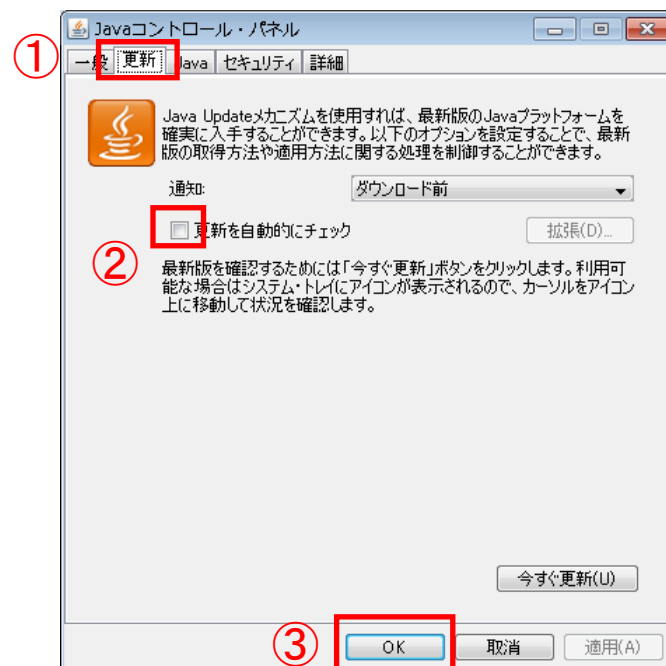 Javaコントロール・パネル
①
一般 更新 Java セキュリティ 詳細
Java Updateメカニズムを使用すれば、最新版のJavaプラットフォームを
確実に入手することができます。以下のオプションを設定することで、最新
版の取得方法や適用方法に関する処理を制御することができます。
通知: ダウンロード前
更新を自動的にチェック 拡張(D)...
②
最新版を確認するためには「今すぐ更新」ボタンをクリックします。利用可
能な場合はシステム・トレイにアイコンが表示されるので、カーソルをアイコン
上に移動して状況を確認します。
今すぐ更新(U)
③
OK 取消 適用(A)